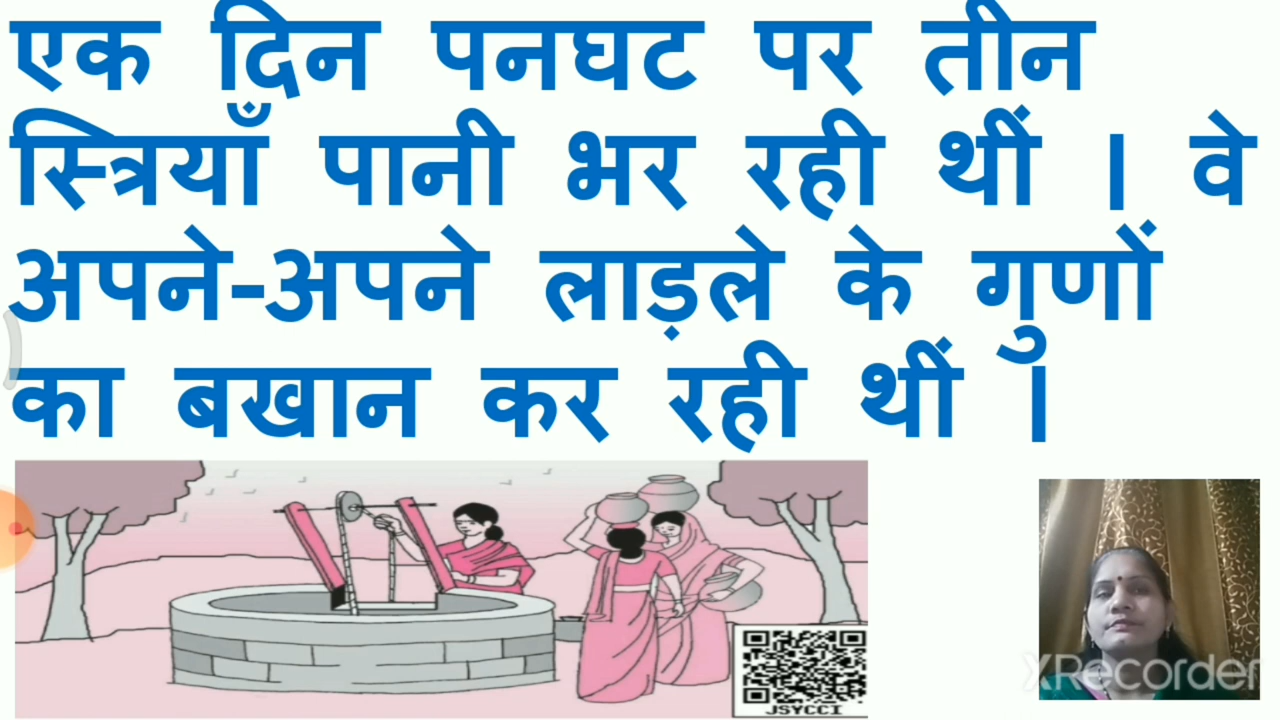 एक दिन पनघट पर तीन
स्त्रियाँ पानी भर रही थीं । वे
अपने-अपने लाड़ले के गुणों
का बखान कर रही थीं ।
JSYCCI
XRecorder